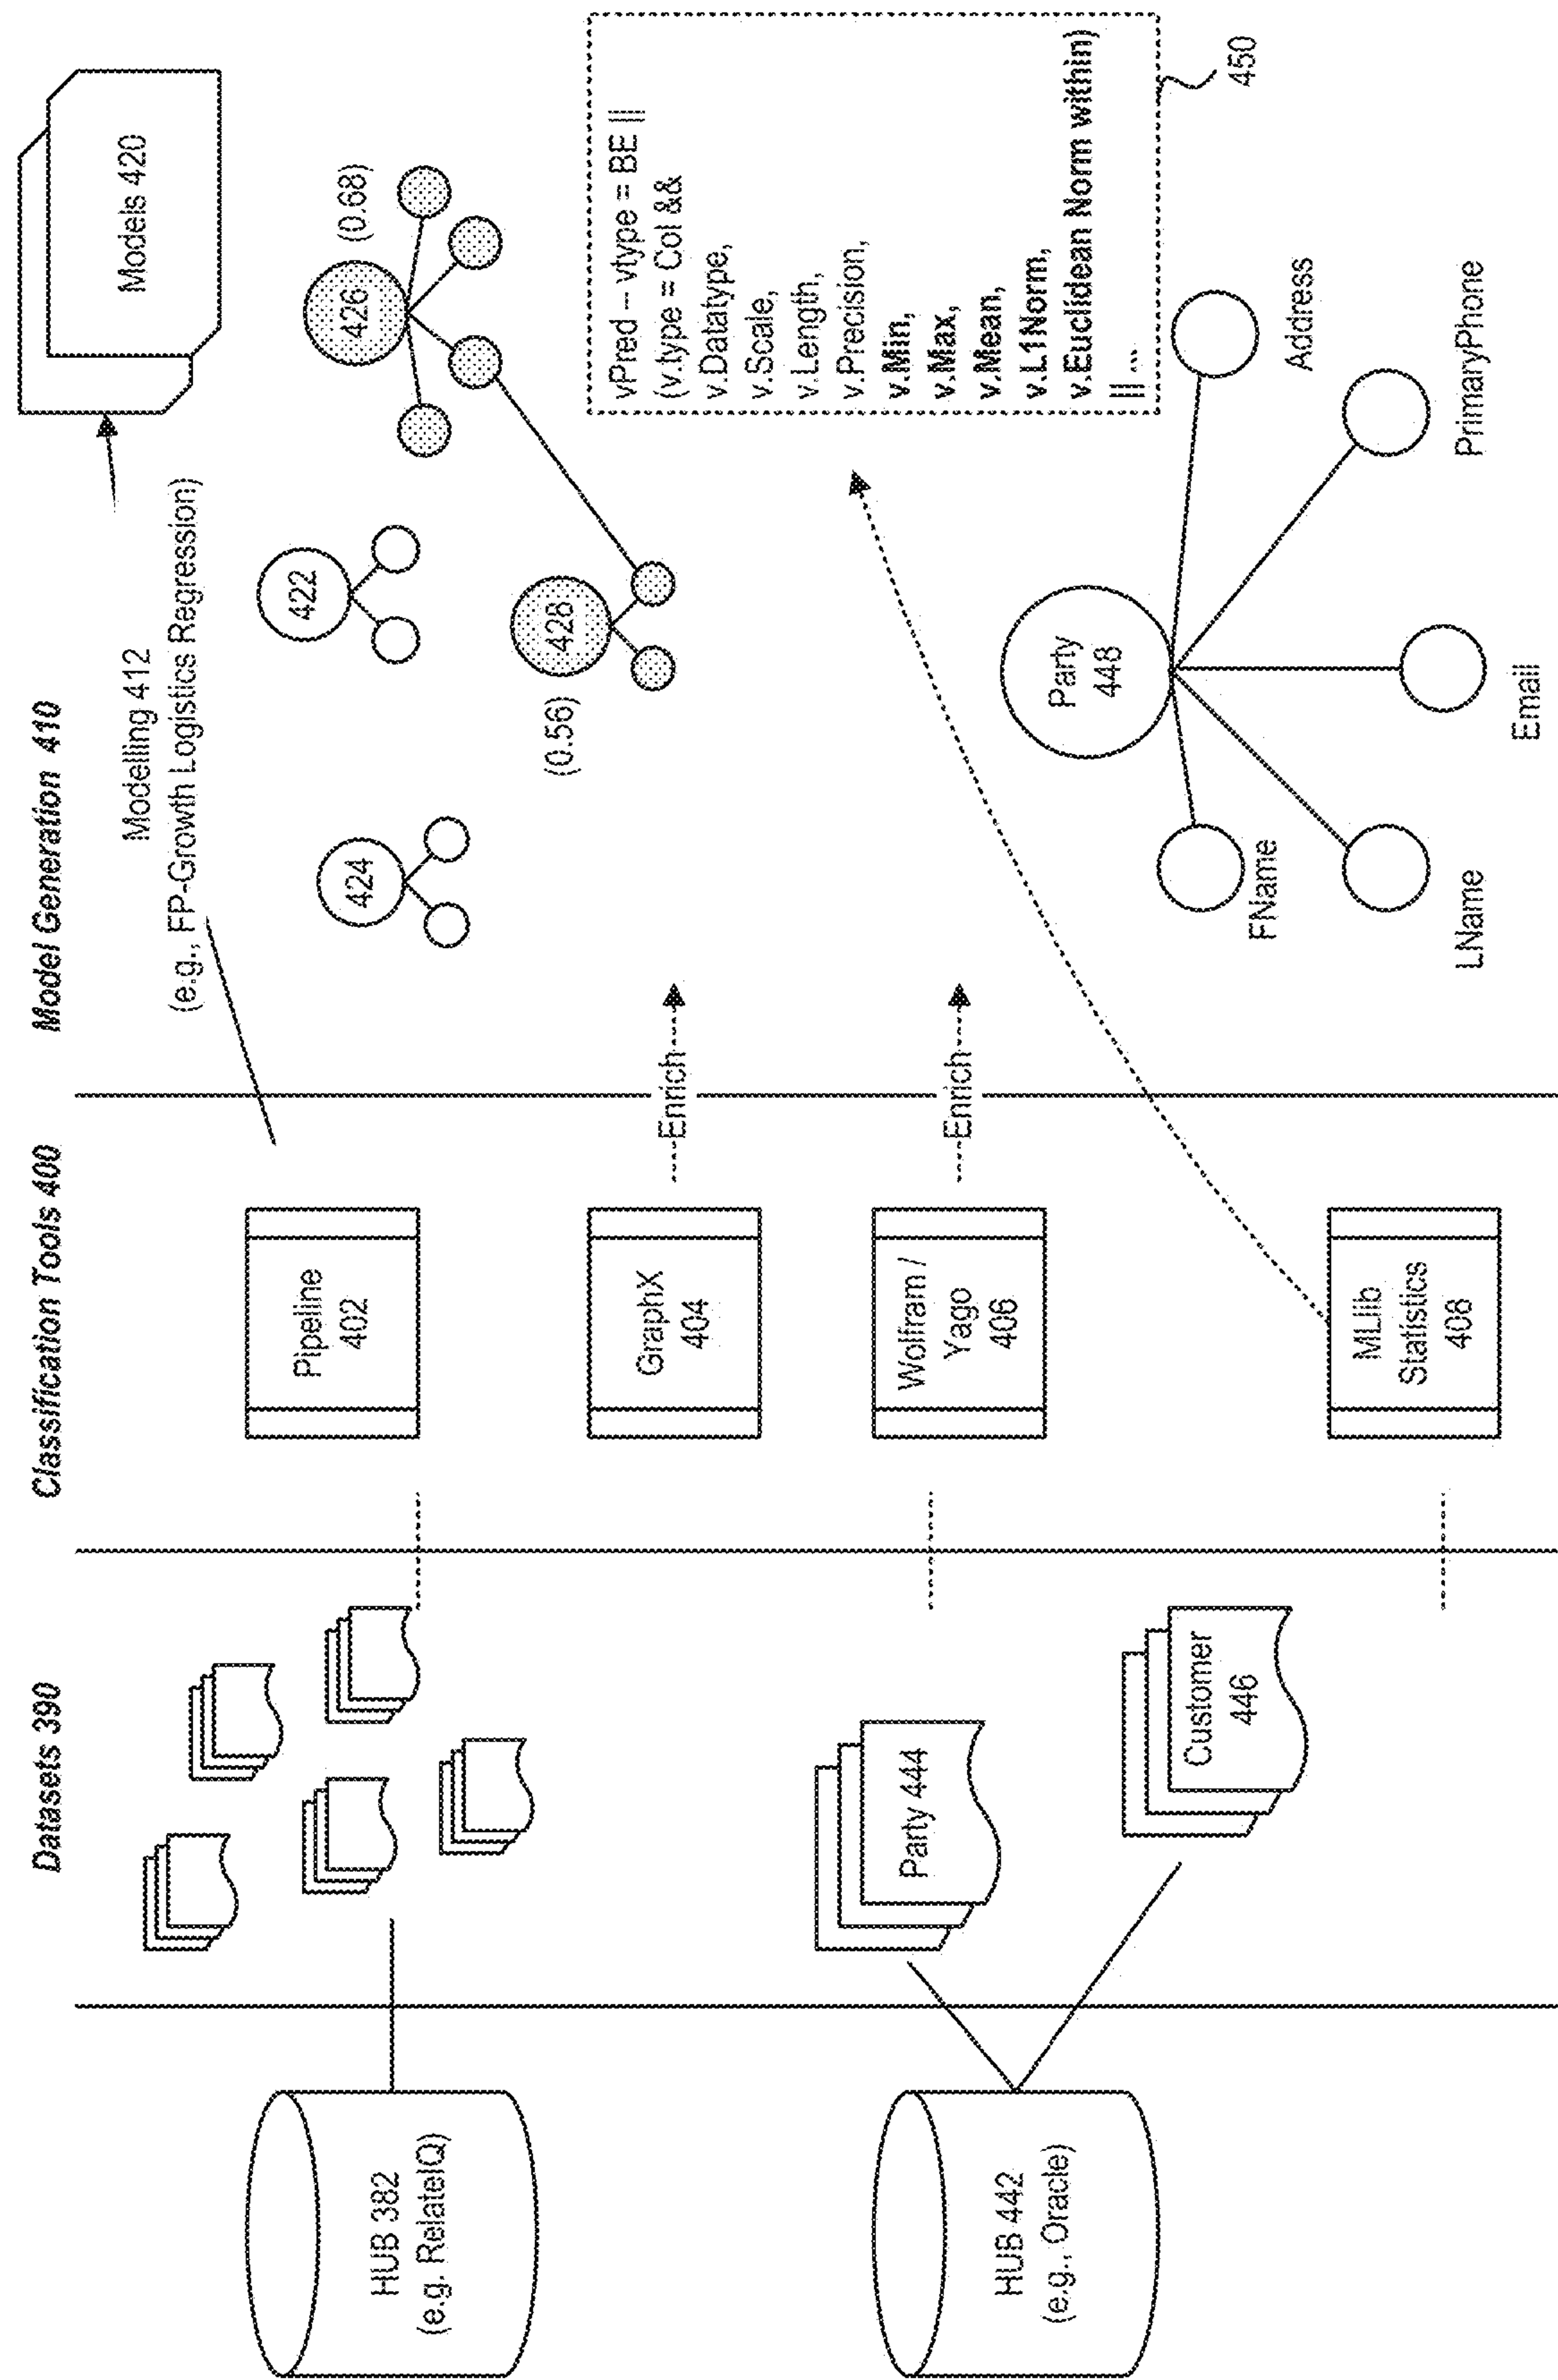 Datasets 390
Classification Tools 400
Model Generation 410
HUB 382
(e.g. RelateIQ)
HUB 442
(e.g., Oracle)
Party 444
Customer
446
Pipeline
402
GraphX
404
Wolfram /
Yago
406
MLlib
Statistics
408
Enrich
Enrich
Modelling 412
(e.g., FP-Growth Logistics Regression)
Models 420
424
422
426
(0.68)
(0.56)
428
vPred – vtype = BE ||
(v.type = Col &&
v.Datatype,
v.Scale,
v.Length,
v.Precision,
v.Min,
v.Max,
v.Mean,
v.L1Norm,
v.Euclidean Norm within)
||...
450
Party
448
FName
LName
Email
PrimaryPhone
Address